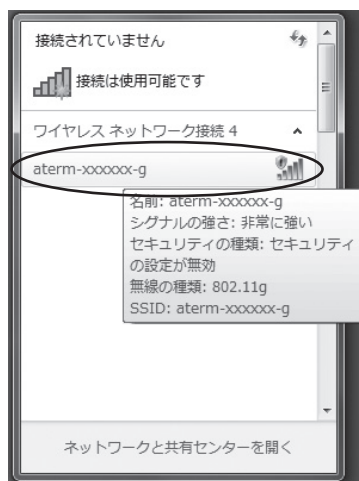 接続されていません
接続は使用可能です
ワイヤレス ネットワーク接続 4
aterm-xxxxxx-g
名前: aterm-xxxxxx-g
シグナルの強さ: 非常に強い
セキュリティの種類: セキュリティ
の設定が無効
無線の種類: 802.11g
SSID: aterm-xxxxxx-g
ネットワークと共有センターを開く